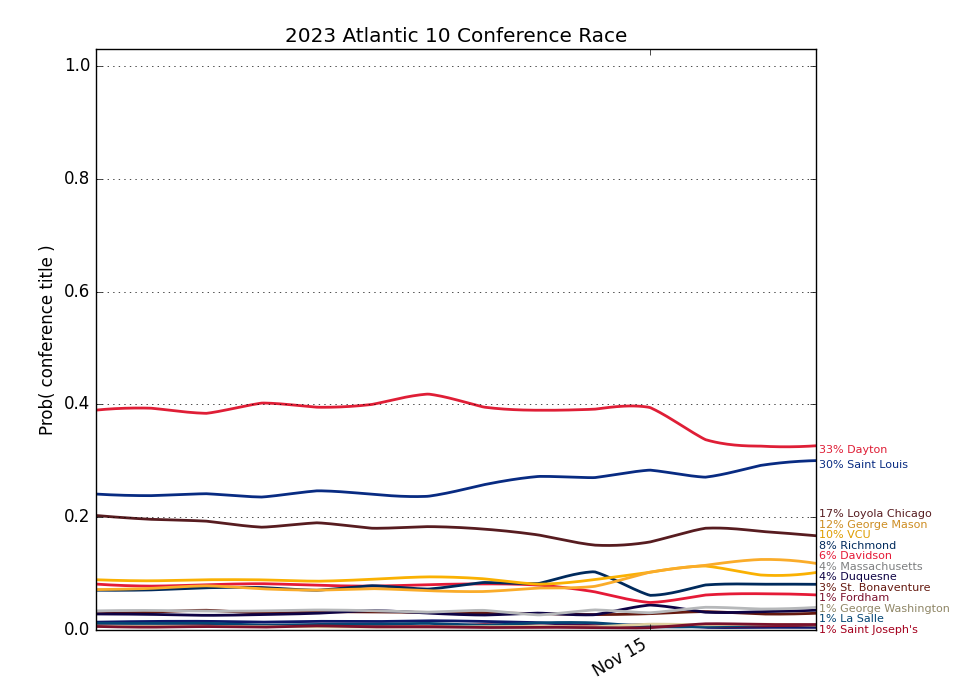 2023 Atlantic 10 Conference Race
Prob( conference title )
1.0
0.8
0.6
0.4
0.2
0.0
Nov 15
33% Dayton
30% Saint Louis
17% Loyola Chicago
12% George Mason
10% VCU
8% Richmond
6% Davidson
4% Massachusetts
4% Duquesne
3% St. Bonaventure
1% Fordham
1% George Washington
1% La Salle
1% Saint Joseph's